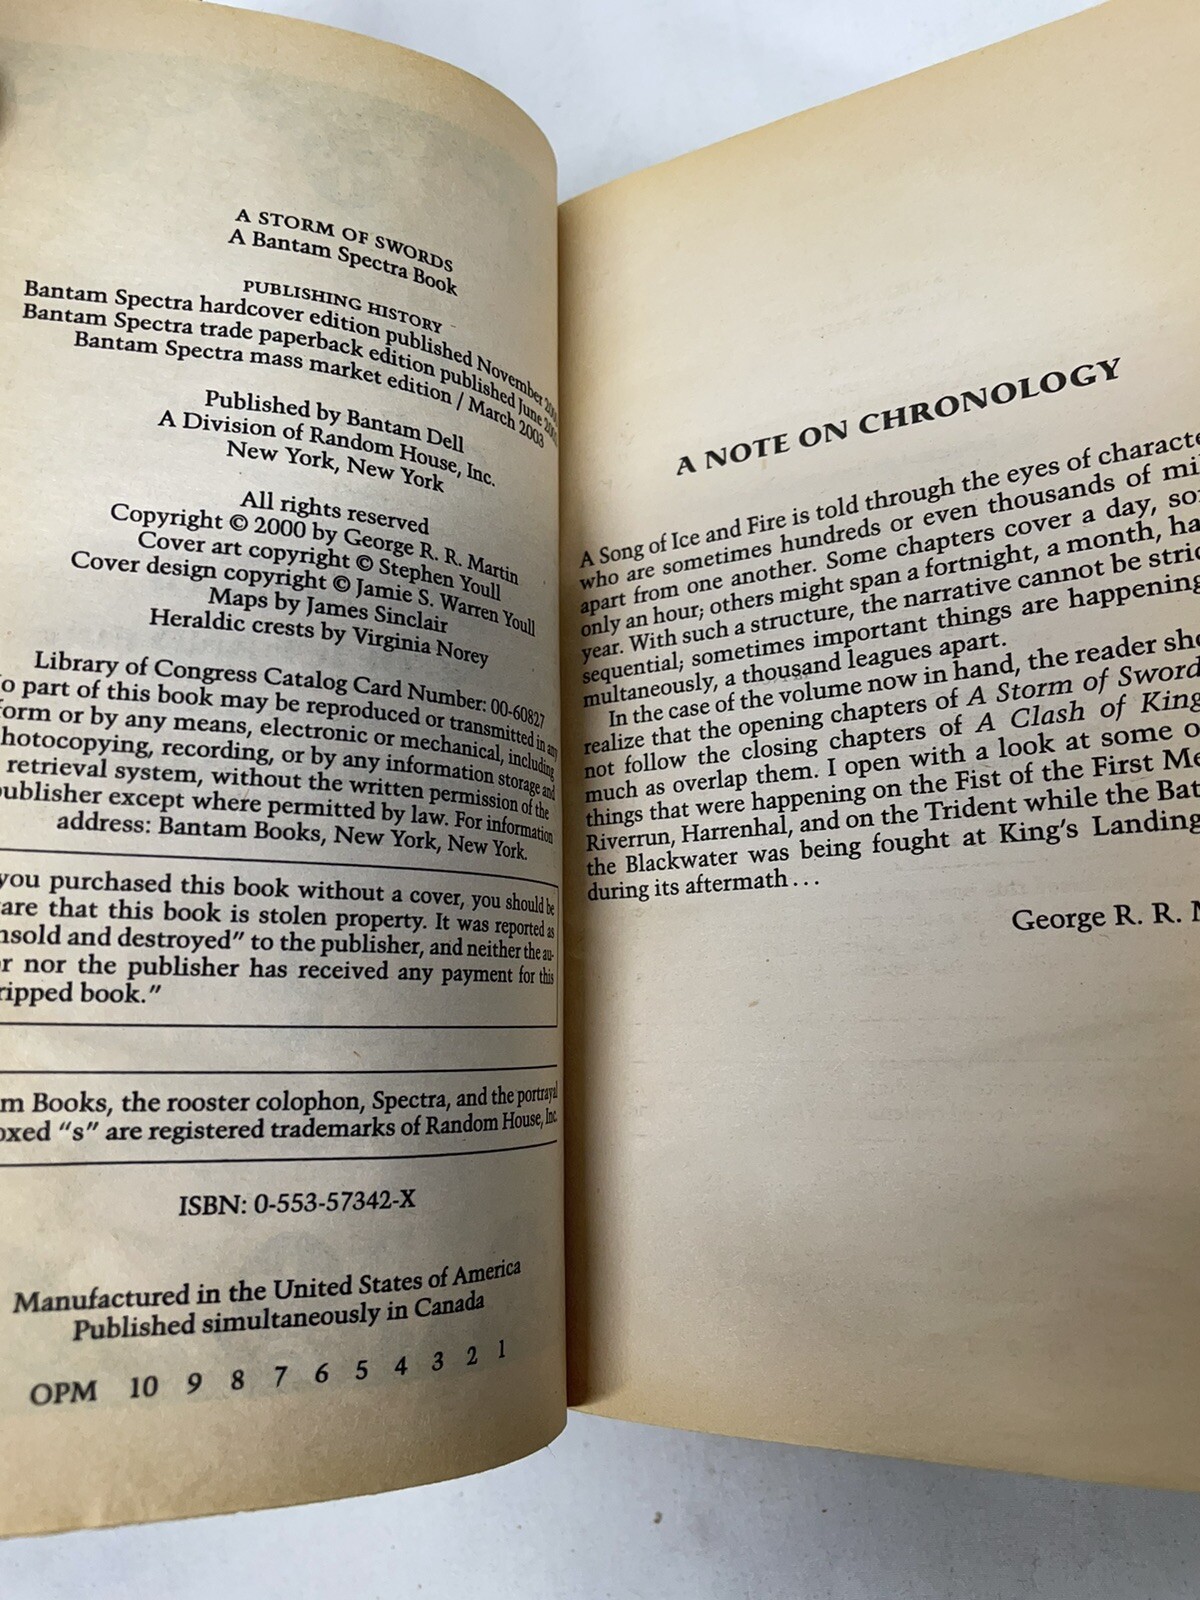 A STORM OF SWORDS
A Bantam Spectra Book
PUBLISHING HISTORY
Bantam Spectra hardcover edition published November
Bantam Spectra trade paperback edition published June
Bantam Spectra mass market edition / March 2003
Published by Bantam Dell
A Division of Random House, Inc.
New York, New York
All rights reserved
Copyright © 2000 by George R. R. Martin
Cover art copyright © Stephen Youll
Cover design copyright © Jamie S. Warren Youll
Maps by James Sinclair
Heraldic crests by Virginia Norey
Library of Congress Catalog Card Number: 00-60827
o part of this book may be reproduced or transmitted in any
form or by any means, electronic or mechanical, including
hotocopying, recording, or by any information storage and
retrieval system, without the written permission of the
publisher except where permitted by law. For information
address: Bantam Books, New York, New York.
you purchased this book without a cover, you should be
are that this book is stolen property. It was reported as
nsold and destroyed” to the publisher, and neither the au-
r nor the publisher has received any payment for this
ripped book.”
m Books, the rooster colophon, Spectra, and the portrayal
oxed “s” are registered trademarks of Random House, Inc.
ISBN: 0-553-57342-X
Manufactured in the United States of America
Published simultaneously in Canada
OPM 10 9 8 7 6 5 4 3 2 1
A NOTE ON CHRONOLOGY
A Song of Ice and Fire is told through the eyes of characte
who are sometimes hundreds or even thousands of mil
apart from one another. Some chapters cover a day, so
only an hour; others might span a fortnight, a month, ha
year. With such a structure, the narrative cannot be stric
sequential; sometimes important things are happening
multaneously, a thousand leagues apart.
In the case of the volume now in hand, the reader sho
realize that the opening chapters of A Storm of Sword
not follow the closing chapters of A Clash of King
much as overlap them. I open with a look at some o
things that were happening on the Fist of the First Me
Riverrun, Harrenhal, and on the Trident while the Bat
the Blackwater was being fought at King's Landing
during its aftermath . . .
George R. R. M